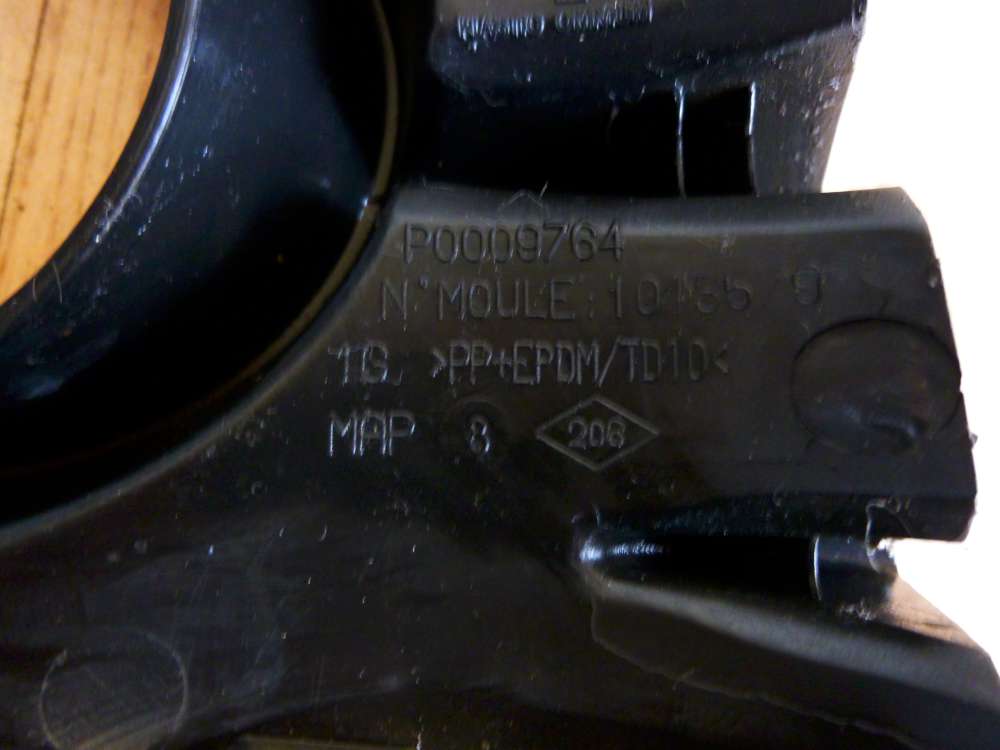 P0009764
N°MOULE:10155 9
TG. >PP+EPDM/TD10<
MAP 8 206